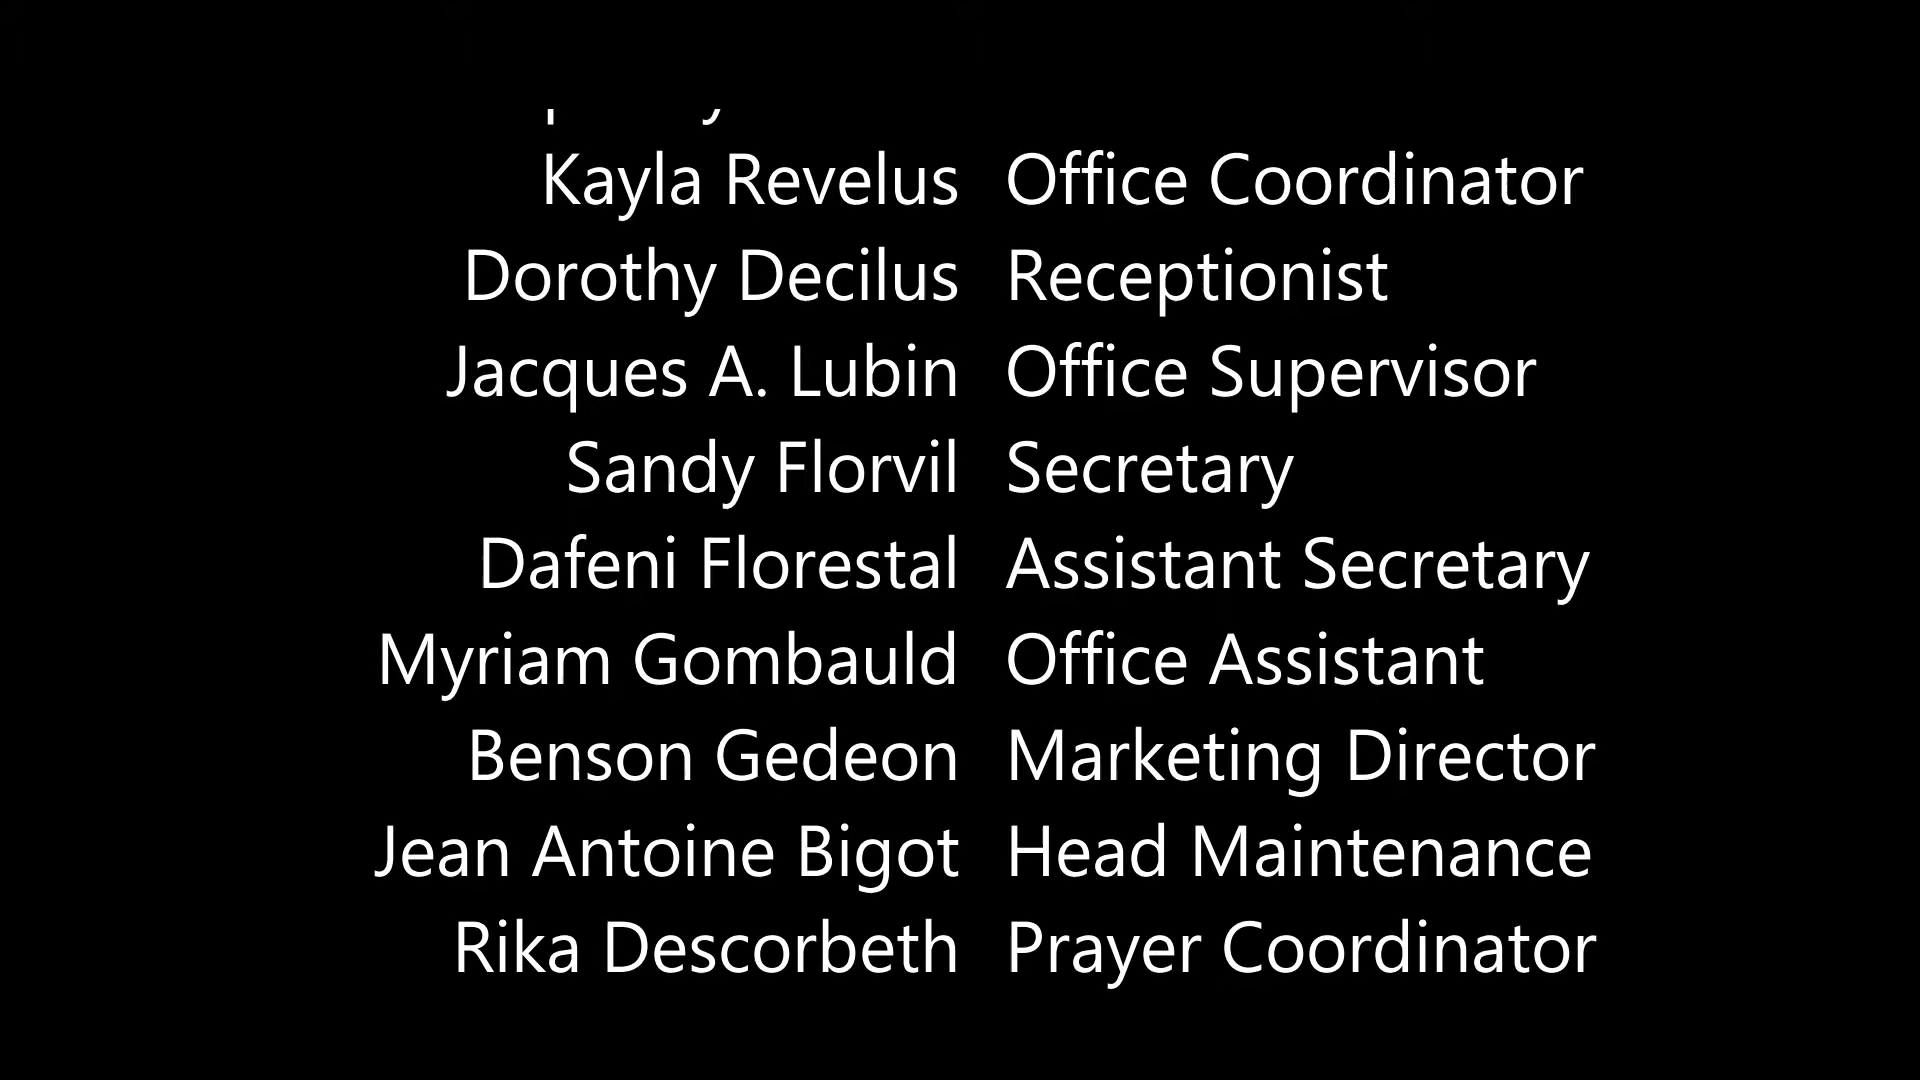 Kayla Revelus Office Coordinator
Dorothy Decilus Receptionist
Jacques A. Lubin Office Supervisor
Sandy Florvil Secretary
Dafeni Florestal Assistant Secretary
Myriam Gombauld Office Assistant
Benson Gedeon Marketing Director
Jean Antoine Bigot Head Maintenance
Rika Descorbeth Prayer Coordinator